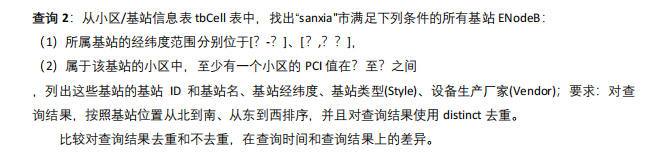 查询 2：从小区/基站信息表 tbCell 表中，找出“sanxia”市满足下列条件的所有基站 ENodeB：
（1）所属基站的经纬度范围分别位于[？-？]、[？,？？]，
（2）属于该基站的小区中，至少有一个小区的 PCI 值在？至？之间
，列出这些基站的基站 ID 和基站名、基站经纬度、基站类型(Style)、设备生产厂家(Vendor)；要求：对查
询结果，按照基站位置从北到南、从东到西排序，并且对查询结果使用 distinct 去重。
比较对查询结果去重和不去重，在查询时间和查询结果上的差异。